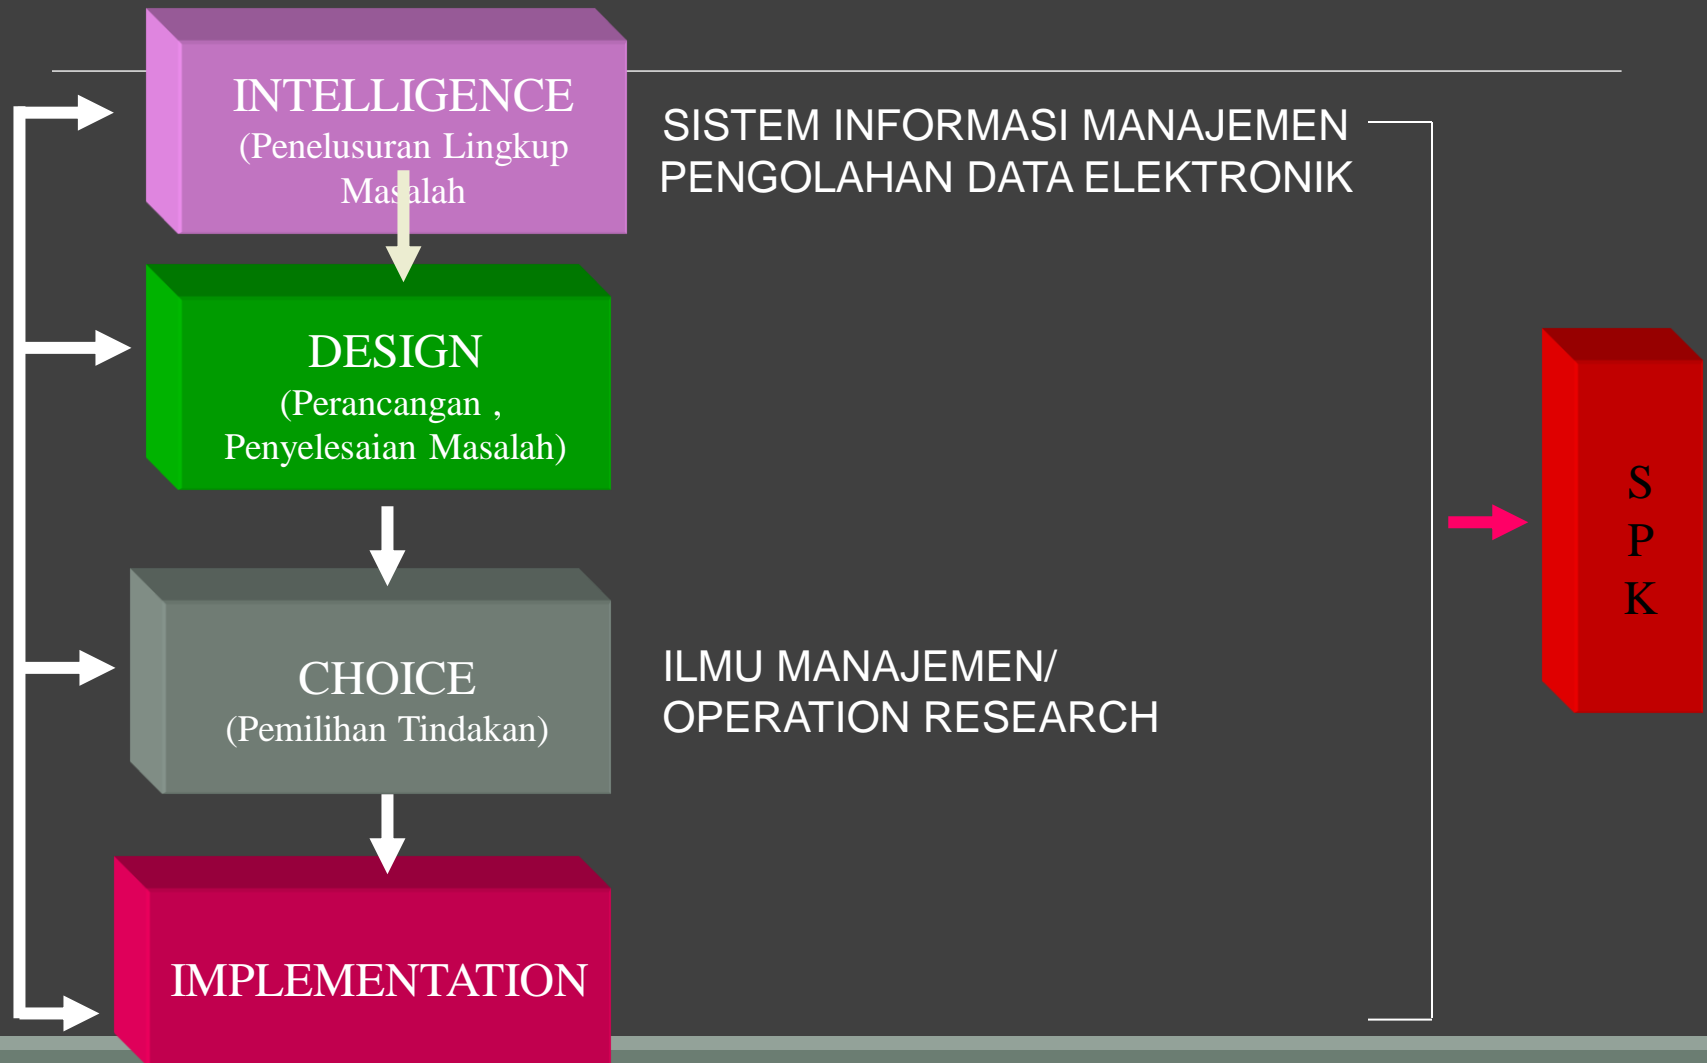 INTELLIGENCE
(Penelusuran Lingkup
Masalah
SISTEM INFORMASI MANAJEMEN
PENGOLAHAN DATA ELEKTRONIK
DESIGN
(Perancangan ,
Penyelesaian Masalah)
CHOICE
(Pemilihan Tindakan)
ILMU MANAJEMEN/
OPERATION RESEARCH
IMPLEMENTATION
S
P
K